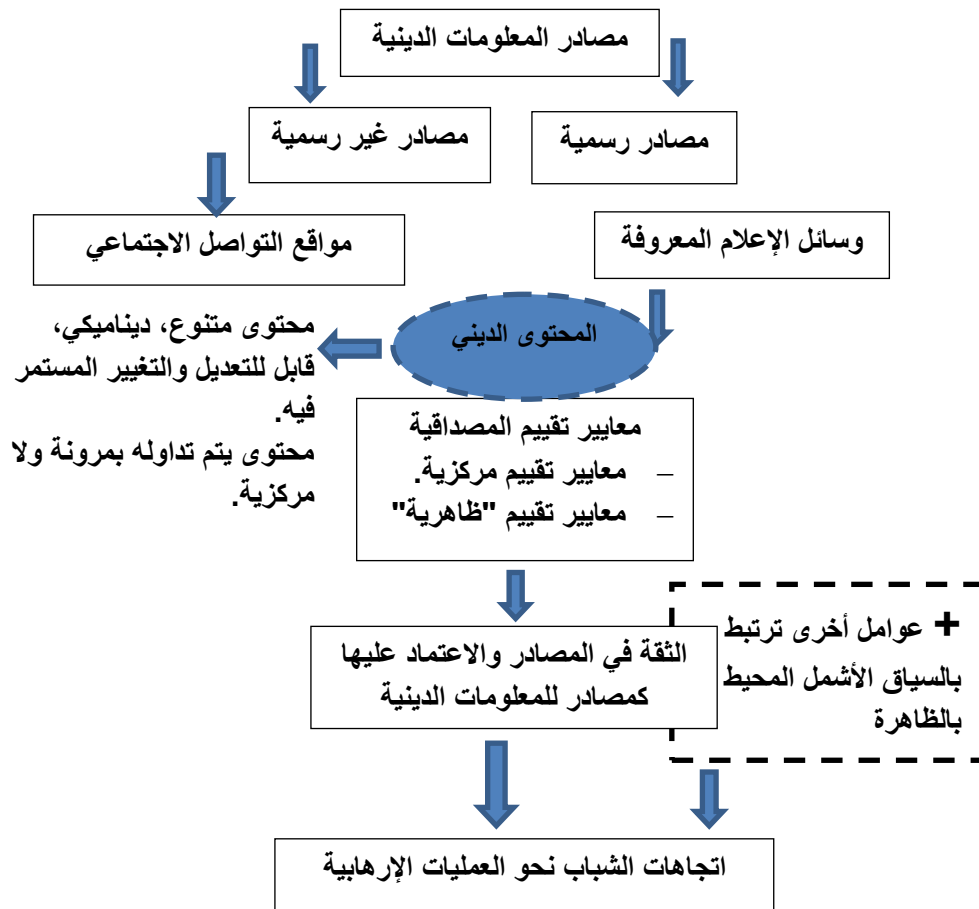 مصادر المعلومات الدينية
مصادر رسمية
مصادر غير رسمية
وسائل الإعلام المعروفة
مواقع التواصل الاجتماعي
المحتوى الديني
محتوى متنوع، ديناميكي،
قابل للتعديل والتغيير المستمر
فيه.
محتوى يتم تداوله بمرونة ولا
مركزية.
معايير تقييم المصداقية
– معايير تقييم مركزية.
– معايير تقييم "ظاهرية"
+ عوامل أخرى ترتبط
بالسياق الأشمل المحيط
بالظاهرة
الثقة في المصادر والاعتماد عليها
كمصادر للمعلومات الدينية
اتجاهات الشباب نحو العمليات الإرهابية